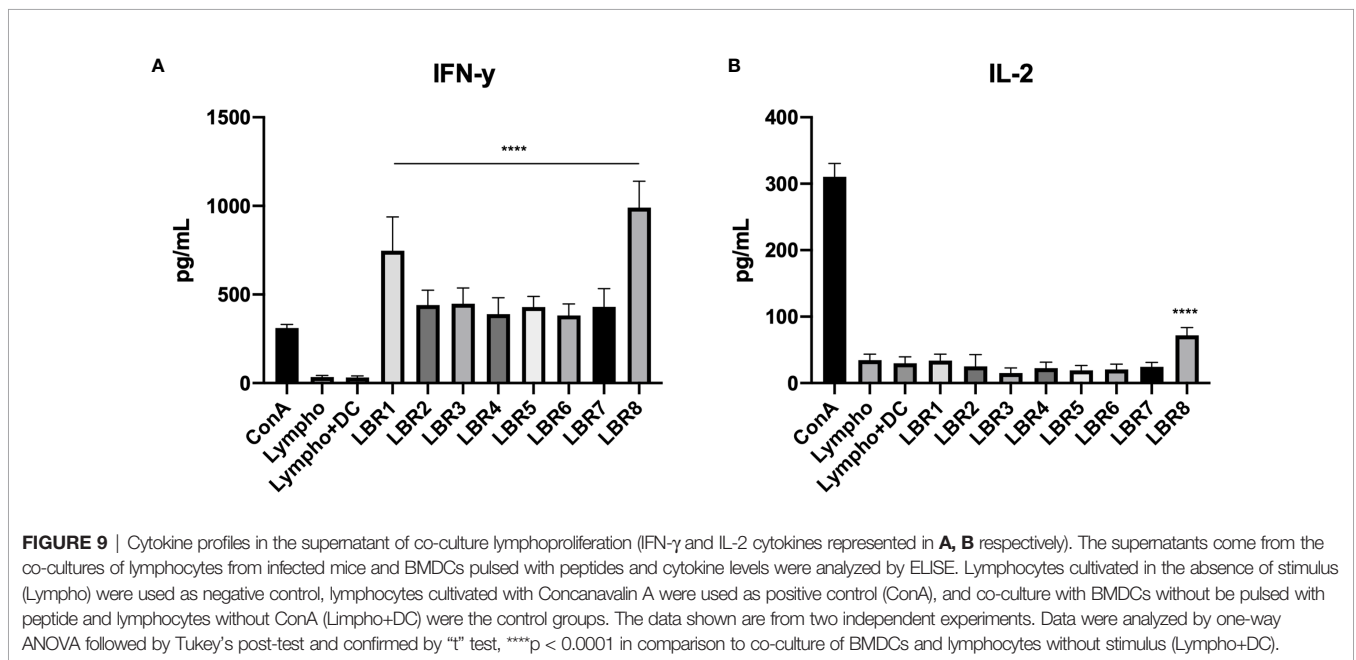 A
IFN-y
1500
1000
500
0
pg/mL
****
ConA
Lympho
Lympho+DC
LBR1
LBR2
LBR3
LBR4
LBR5
LBR6
LBR7
LBR8
B
IL-2
400
300
200
100
0
pg/mL
****
ConA
Lympho
Lympho+DC
LBR1
LBR2
LBR3
LBR4
LBR5
LBR6
LBR7
LBR8
FIGURE 9 | Cytokine profiles in the supernatant of co-culture lymphoproliferation (IFN-γ and IL-2 cytokines represented in A, B respectively). The supernatants come from the
co-cultures of lymphocytes from infected mice and BMDCs pulsed with peptides and cytokine levels were analyzed by ELISE. Lymphocytes cultivated in the absence of stimulus
(Lympho) were used as negative control, lymphocytes cultivated with Concanavalin A were used as positive control (ConA), and co-culture with BMDCs without be pulsed with
peptide and lymphocytes without ConA (Limpho+DC) were the control groups. The data shown are from two independent experiments. Data were analyzed by one-way
ANOVA followed by Tukey's post-test and confirmed by "t" test, ****p < 0.0001 in comparison to co-culture of BMDCs and lymphocytes without stimulus (Lympho+DC).